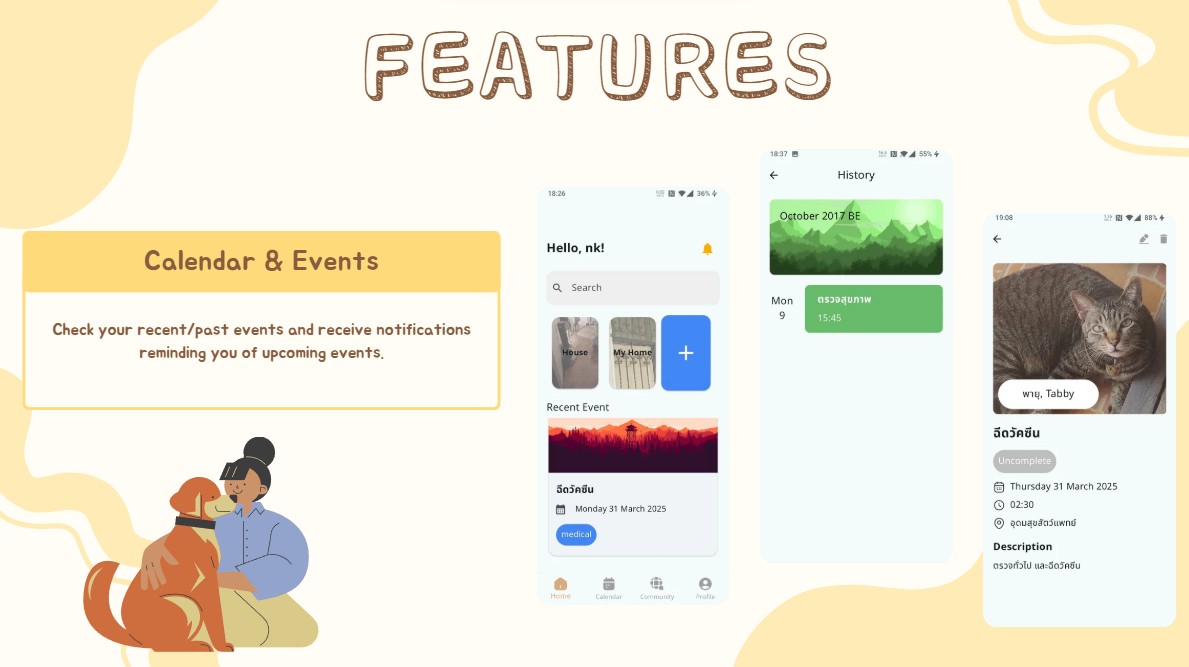 FEATURES
Calendar & Events
Check your recent/past events and receive notifications
reminding you of upcoming events.
18:26
36%
Hello, nk!
Search
House
My Home
+
Recent Event
ฉีดวัคซีน
Monday 31 March 2025
medical
Home
Calendar
Community
Profile
18:37
55%
History
October 2017 BE
Mon
9
ตรวจสุขภาพ
15:45
19:08
88%
พายุ, Tabby
ฉีดวัคซีน
Uncomplete
Thursday 31 March 2025
02:30
อุดมสุขสัตว์แพทย์
Description
ตรวจทั่วไป และฉีดวัคซีน